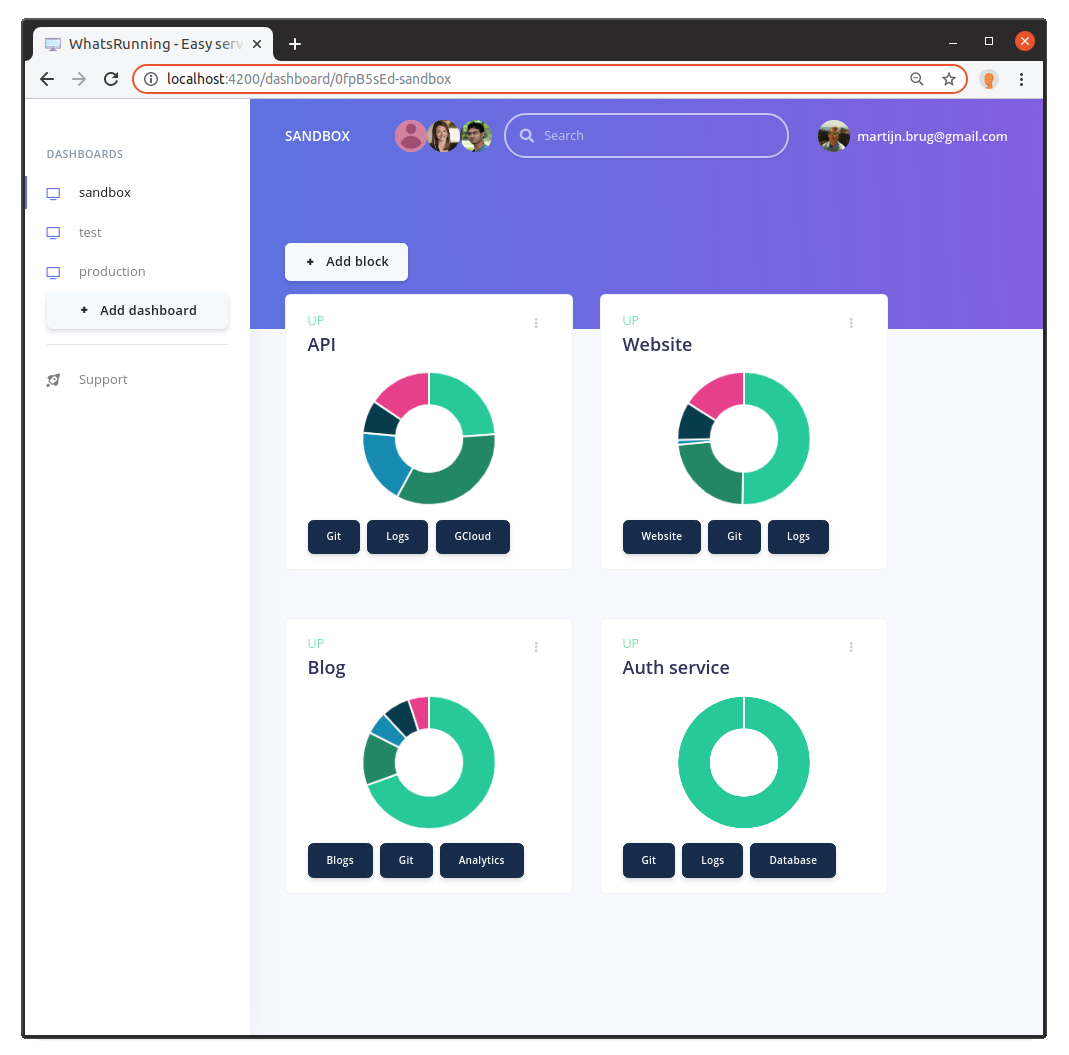 WhatsRunning - Easy serv
localhost:4200/dashboard/0fpB5sEd-sandbox
DASHBOARDS
sandbox
test
production
+ Add dashboard
Support
SANDBOX
Search
martijn.brug@gmail.com
+ Add block
UP
API
Git Logs GCloud
UP
Website
Website Git Logs
UP
Blog
Blogs Git Analytics
UP
Auth service
Git Logs Database